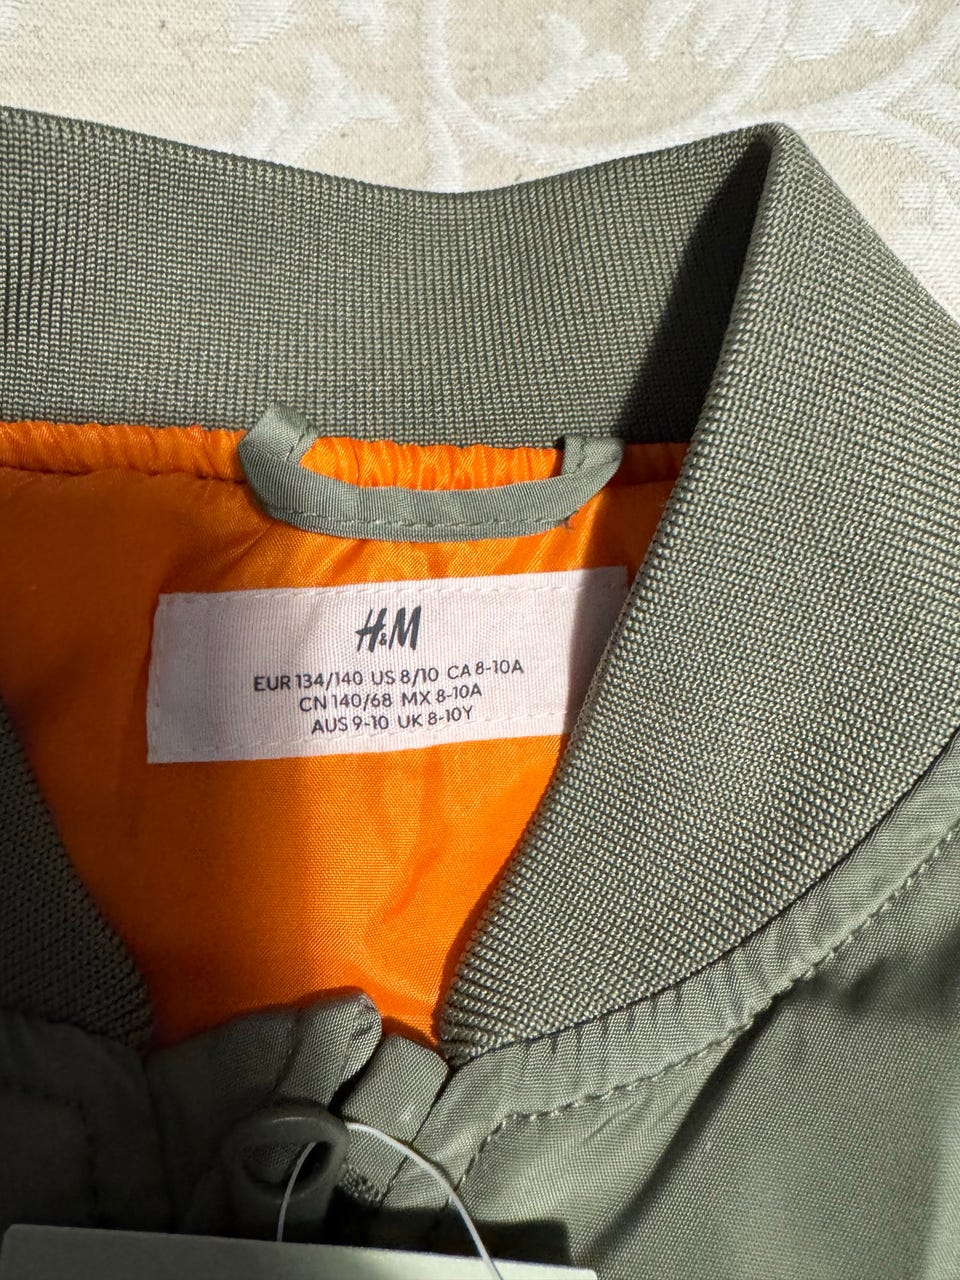 H&M
EUR 134/140 US 8/10 CA 8-10A
CN 140/68 MX 8-10A
AUS 9-10 UK 8-10Y